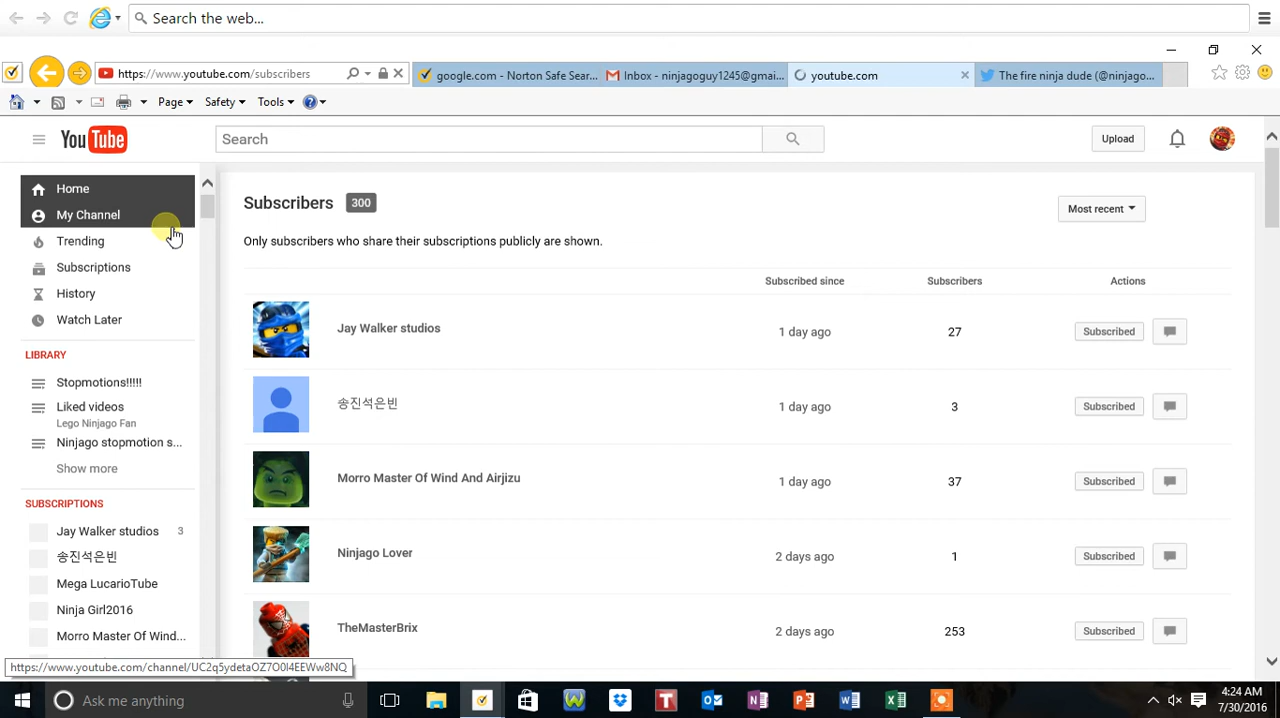 Search the web...
https://www.youtube.com/subscribers
google.com - Norton Safe Sear...
Inbox - ninjagoguy1245@gmai...
youtube.com
The fire ninja dude (@ninjago...
Page
Safety
Tools
YouTube
Search
Upload
Home
My Channel
Trending
Subscriptions
History
Watch Later
LIBRARY
Stopmotions!!!!!
Liked videos
Lego Ninjago Fan
Ninjago stopmotion s...
Show more
SUBSCRIPTIONS
Jay Walker studios 3
송진석은빈
Mega LucarioTube
Ninja Girl2016
Morro Master Of Wind...
Subscribers 300
Most recent
Only subscribers who share their subscriptions publicly are shown.
Subscribed since Subscribers Actions
Jay Walker studios 1 day ago 27 Subscribed
송진석은빈 1 day ago 3 Subscribed
Morro Master Of Wind And Airjizu 1 day ago 37 Subscribed
Ninjago Lover 2 days ago 1 Subscribed
TheMasterBrix 2 days ago 253 Subscribed
https://www.youtube.com/channel/UC2q5ydetaOZ7O0I4EEWw8NQ
Ask me anything
4:24 AM
7/30/2016